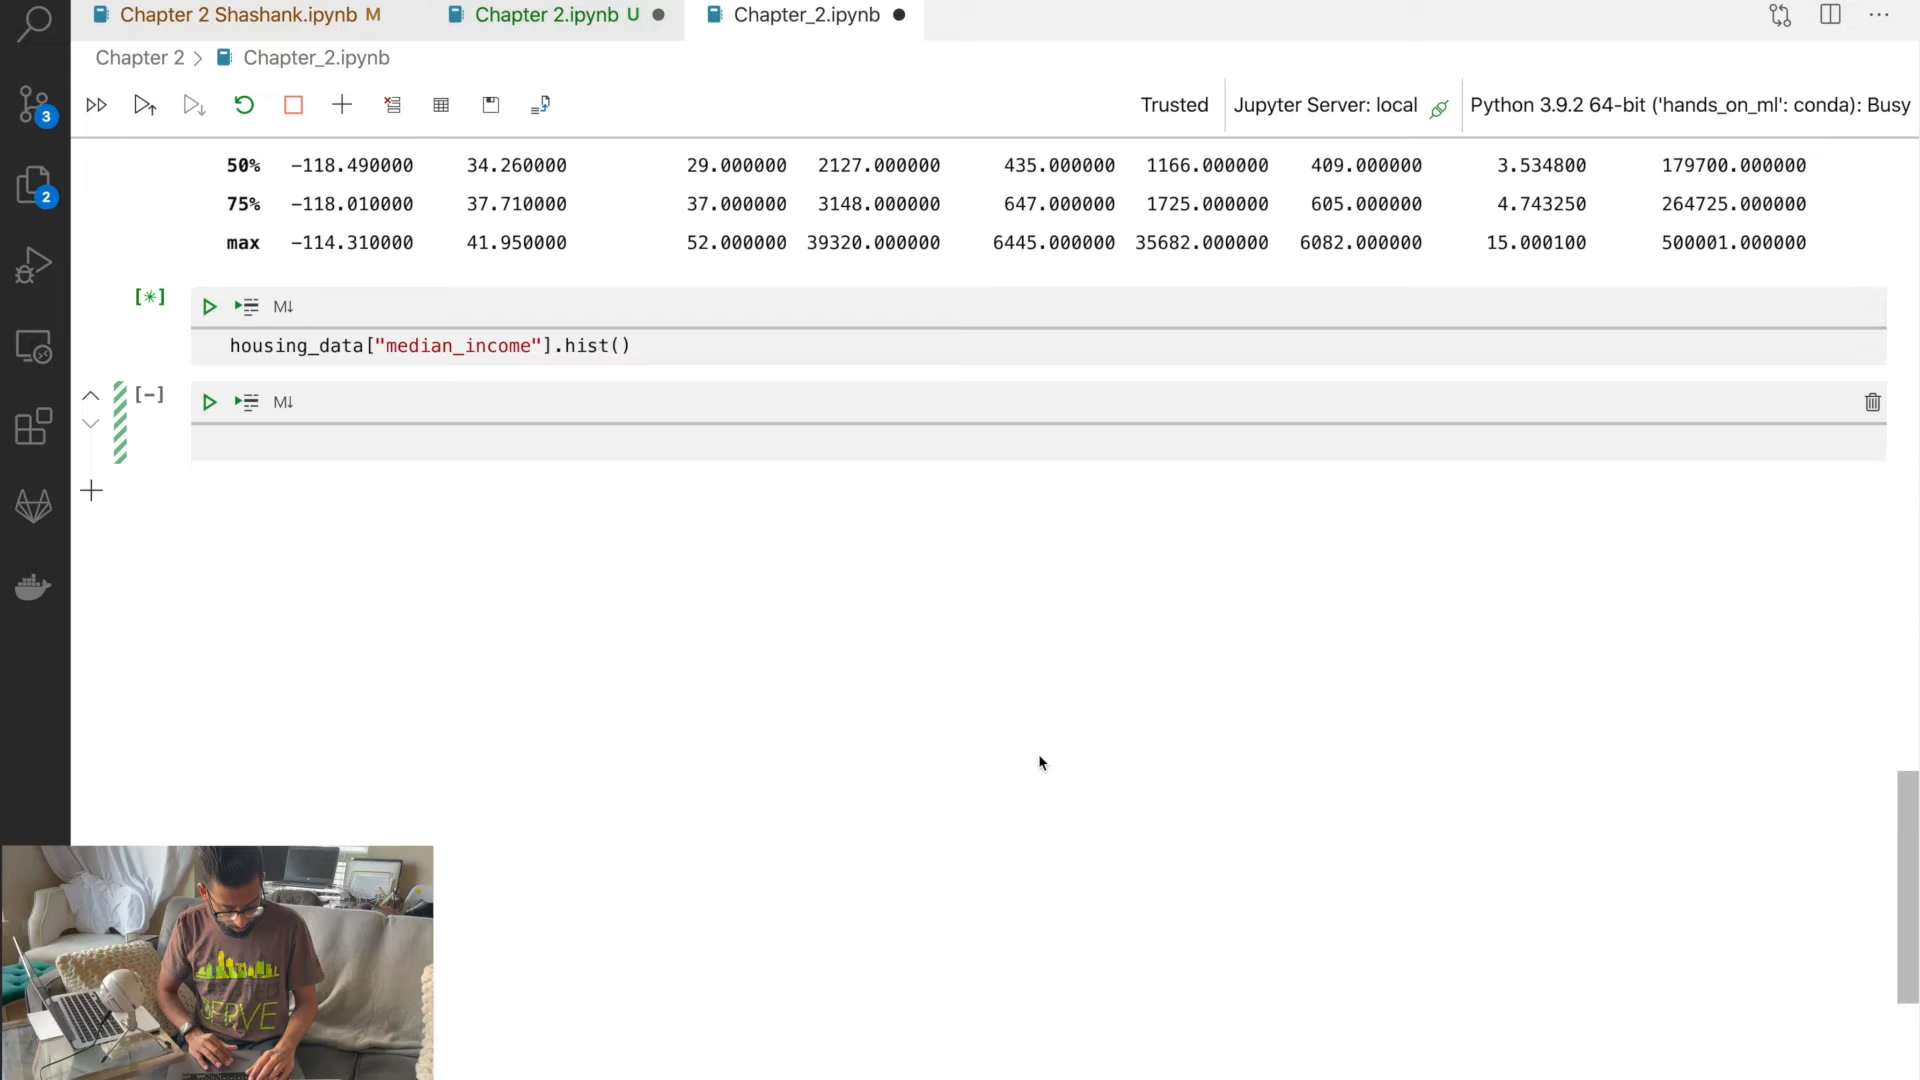 Chapter 2 Shashank.ipynb M
Chapter 2.ipynb U
Chapter_2.ipynb
Chapter 2 > Chapter_2.ipynb
3
Trusted
Jupyter Server: local
Python 3.9.2 64-bit ('hands_on_ml': conda): Busy
50% -118.490000 34.260000 29.000000 2127.000000 435.000000 1166.000000 409.000000 3.534800 179700.000000
2
75% -118.010000 37.710000 37.000000 3148.000000 647.000000 1725.000000 605.000000 4.743250 264725.000000
max -114.310000 41.950000 52.000000 39320.000000 6445.000000 35682.000000 6082.000000 15.000100 500001.000000
[*]
M↓
housing_data["median_income"].hist()
[-]
M↓
SERVE